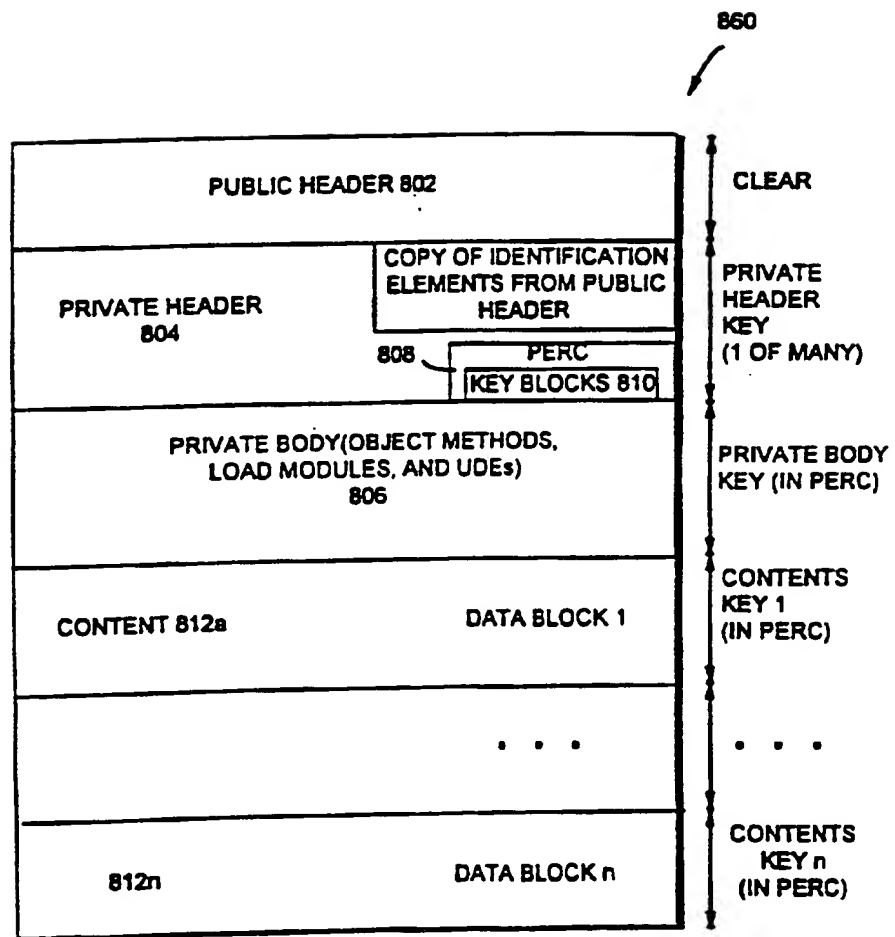 860
PUBLIC HEADER 802
CLEAR
COPY OF IDENTIFICATION
ELEMENTS FROM PUBLIC
HEADER
PRIVATE HEADER
804
808
PERC
KEY BLOCKS 810
PRIVATE
HEADER
KEY
(1 OF MANY)
PRIVATE BODY(OBJECT METHODS,
LOAD MODULES, AND UDEs)
806
PRIVATE BODY
KEY (IN PERC)
CONTENT 812a
DATA BLOCK 1
CONTENTS
KEY 1
(IN PERC)
. . .
. . .
812n
DATA BLOCK n
CONTENTS
KEY n
(IN PERC)